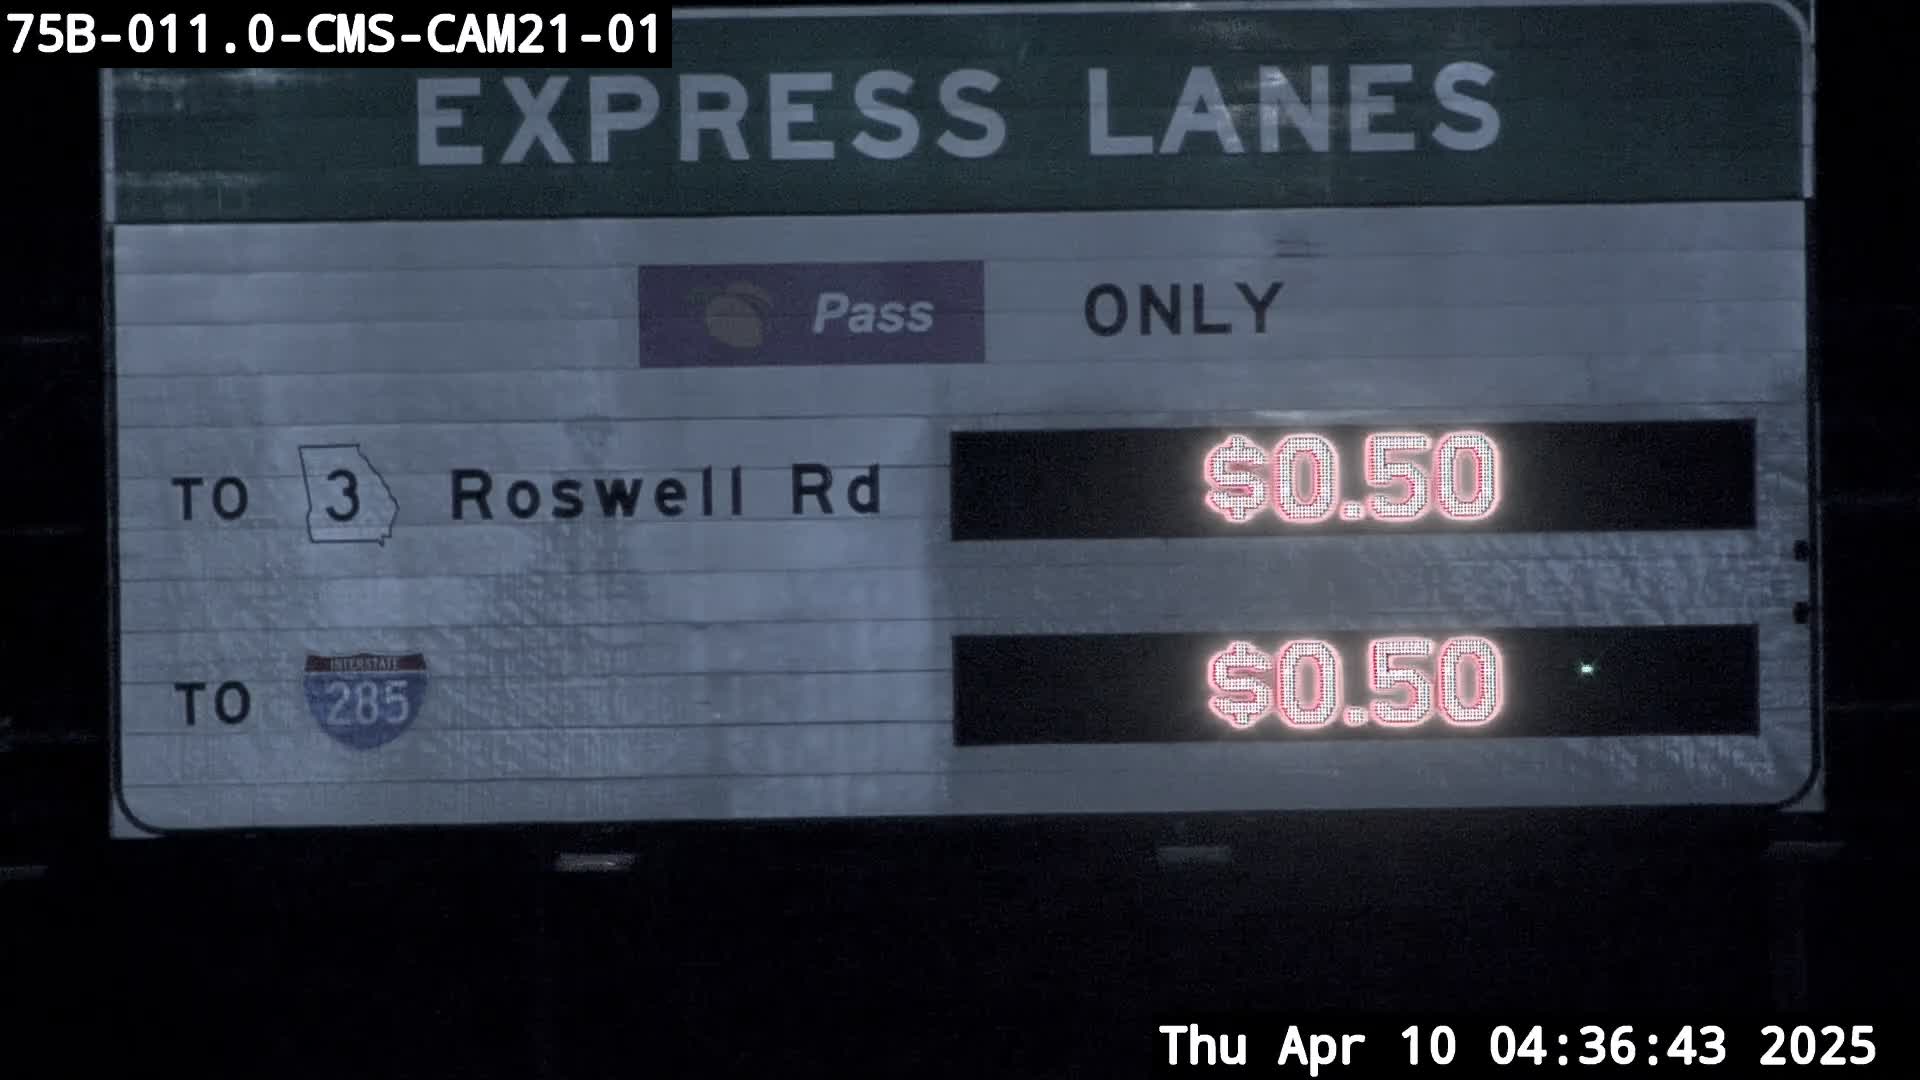 75B-011.0-CMS-CAM21-01
EXPRESS LANES
Pass ONLY
TO 3 Roswell Rd $0.50
TO INTERSTATE 285 $0.50
Thu Apr 10 04:36:43 2025